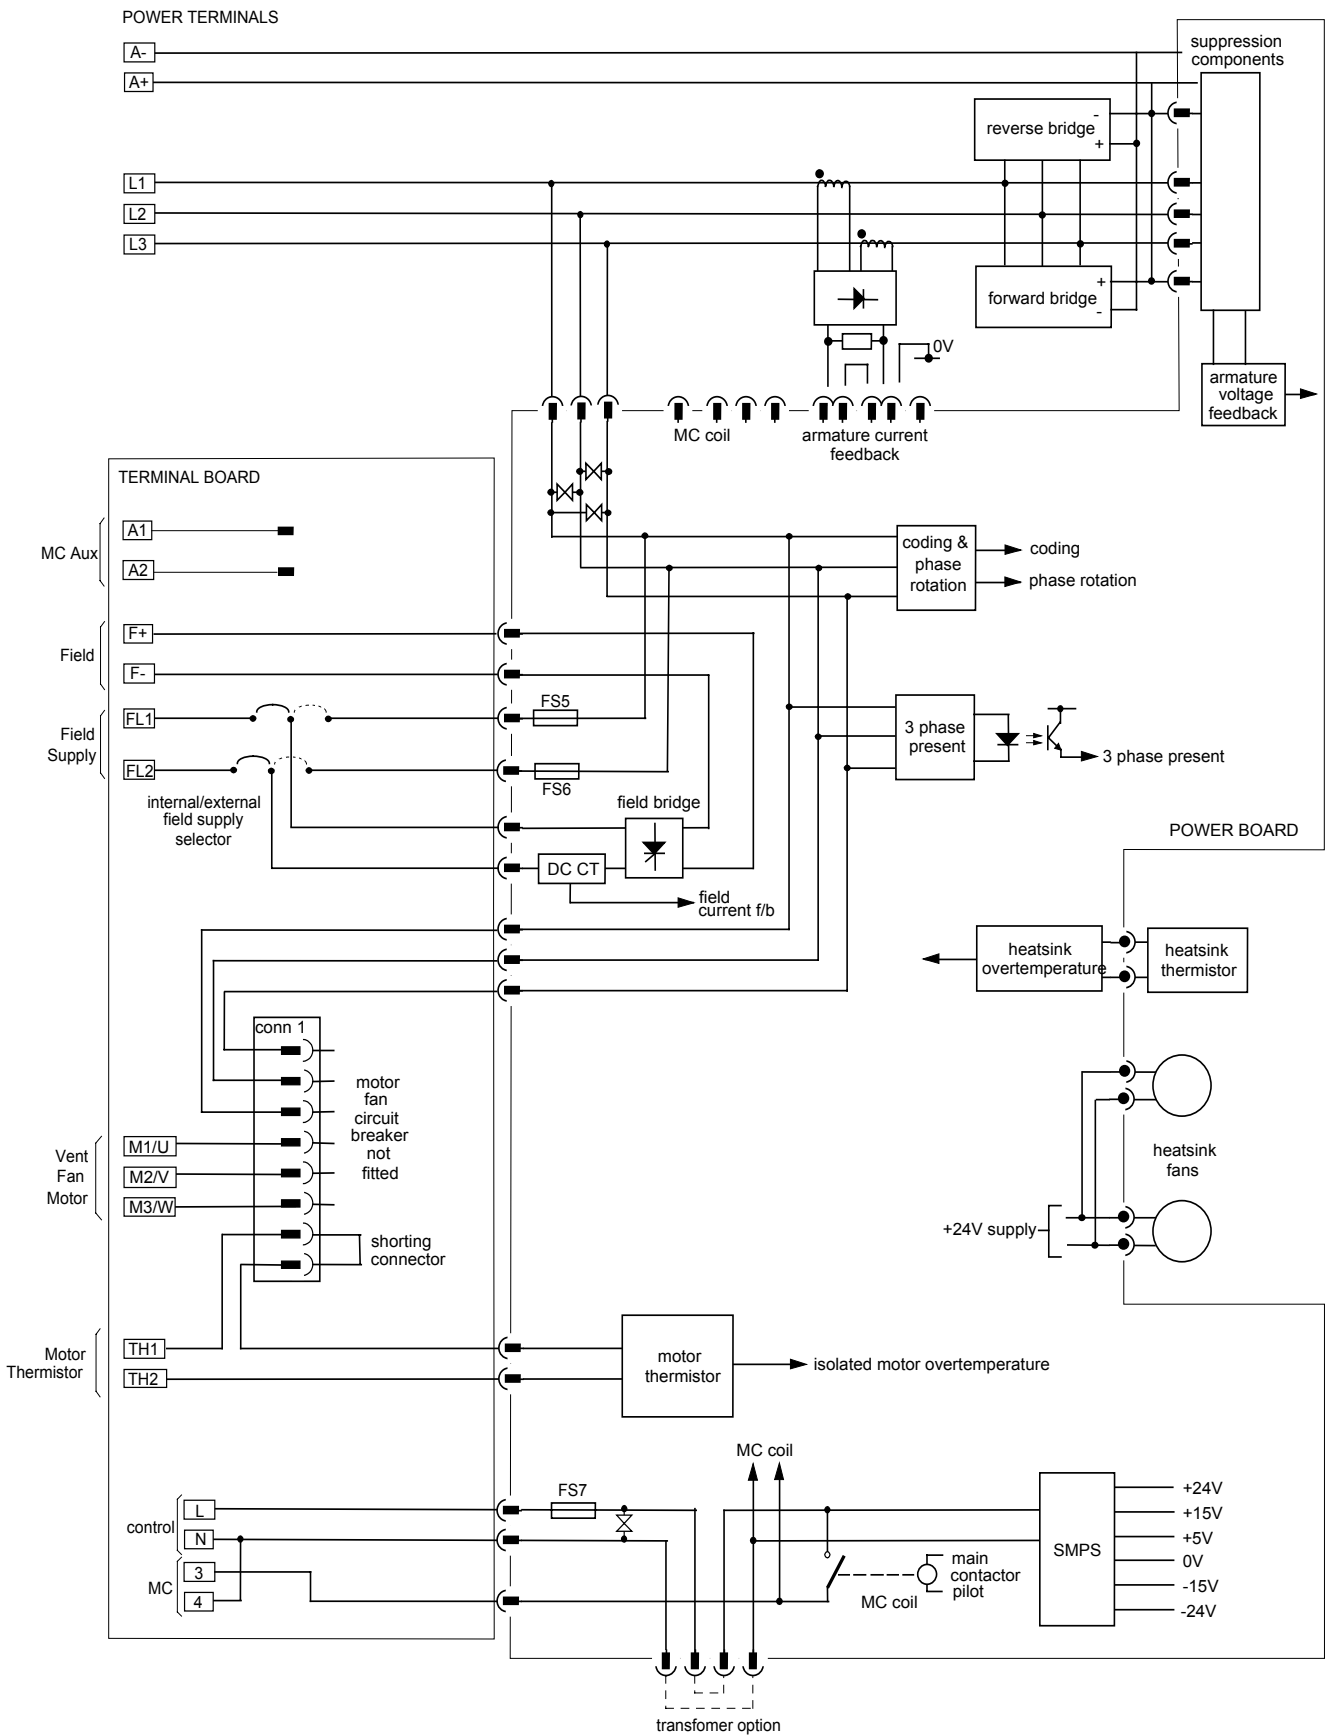 POWER TERMINALS
A-
A+
suppression
components
reverse bridge
-
+
L1
L2
L3
forward bridge
+
-
0V
armature
voltage
feedback
MC coil
armature current
feedback
TERMINAL BOARD
MC Aux
A1
A2
coding &
phase
rotation
coding
phase rotation
Field
F+
F-
Field
Supply
FL1
FL2
FS5
FS6
3 phase
present
3 phase present
internal/external
field supply
selector
field bridge
DC CT
field
current f/b
POWER BOARD
heatsink
overtemperature
heatsink
thermistor
conn 1
motor
fan
circuit
breaker
not
fitted
Vent
Fan
Motor
M1/U
M2/V
M3/W
heatsink
fans
+24V supply
shorting
connector
Motor
Thermistor
TH1
TH2
motor
thermistor
isolated motor overtemperature
MC coil
control
L
N
MC
3
4
FS7
main
contactor
pilot
MC coil
SMPS
+24V
+15V
+5V
0V
-15V
-24V
transfomer option